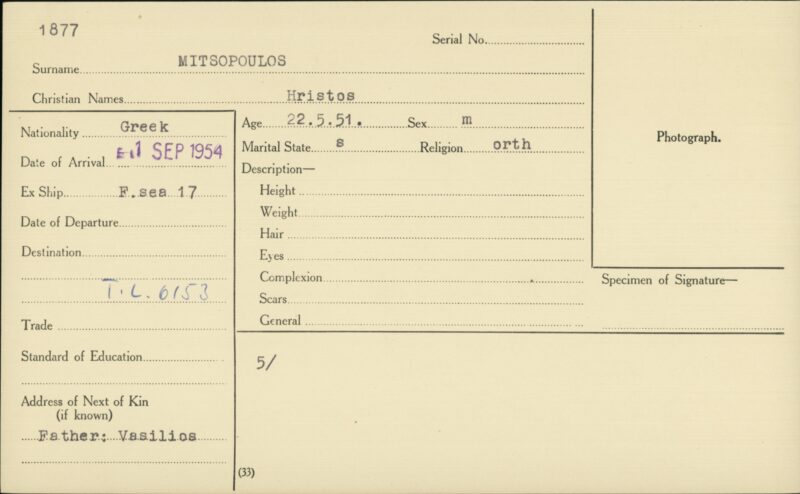 1877
Serial No.
Surname MITSOPOULOS
Christian Names Hristos
Nationality Greek
Date of Arrival 1 SEP 1954
Ex Ship F.sea 17
Date of Departure
Destination
T.L. 6153
Trade
Standard of Education
Address of Next of Kin
(if known)
Father: Vasilios
Age 22.5.51. Sex m
Marital State s Religion orth
Description—
Height
Weight
Hair
Eyes
Complexion
Scars
General
5/
(33)
Photograph.
Specimen of Signature—